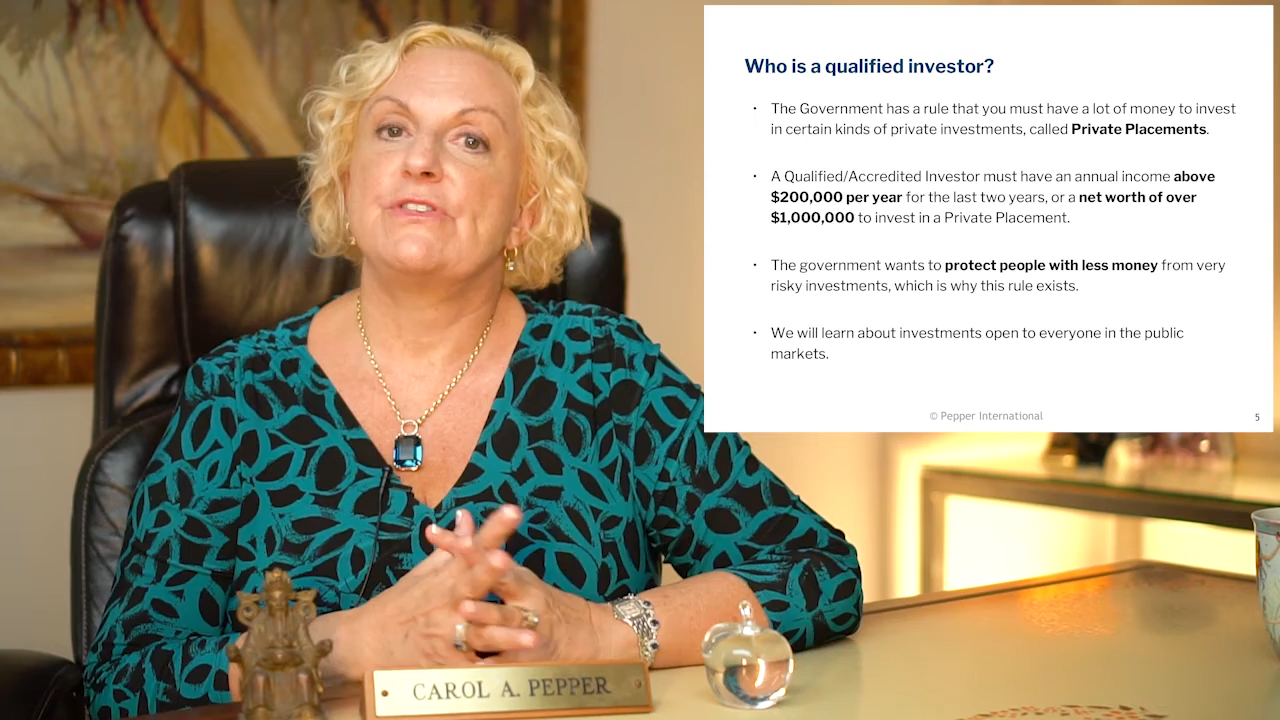 Who is a qualified investor?
• The Government has a rule that you must have a lot of money to invest
in certain kinds of private investments, called Private Placements.
• A Qualified/Accredited Investor must have an annual income above
$200,000 per year for the last two years, or a net worth of over
$1,000,000 to invest in a Private Placement.
• The government wants to protect people with less money from very
risky investments, which is why this rule exists.
• We will learn about investments open to everyone in the public
markets.
© Pepper International
5
CAROL A. PEPPER